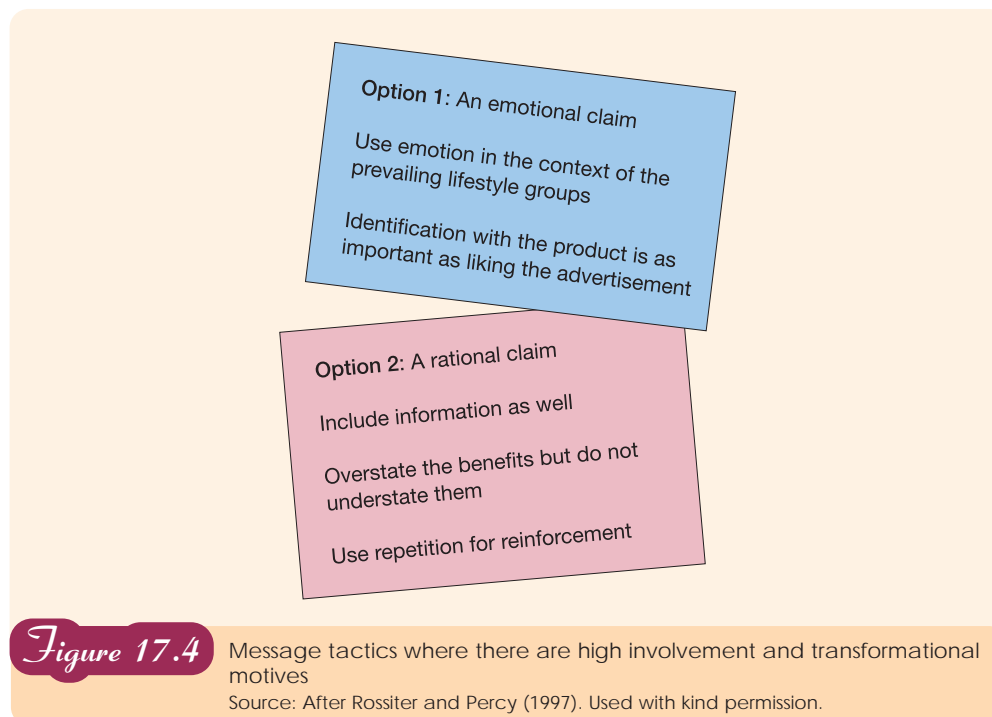 Option 1: An emotional claim
Use emotion in the context of the
prevailing lifestyle groups
Identification with the product is as
important as liking the advertisement
Option 2: A rational claim
Include information as well
Overstate the benefits but do not
understate them
Use repetition for reinforcement
Figure 17.4
Message tactics where there are high involvement and transformational
motives
Source: After Rossiter and Percy (1997). Used with kind permission.